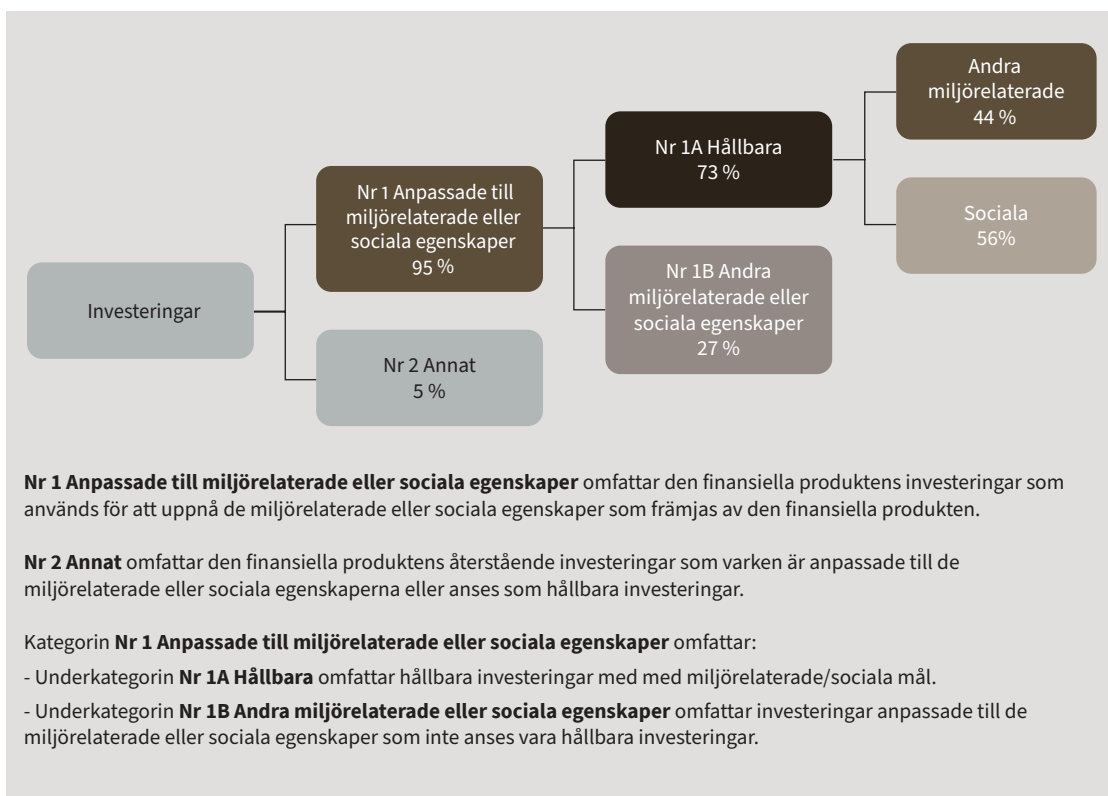 Investeringar
Nr 1 Anpassade till
miljörelaterade eller
sociala egenskaper
95 %
Nr 2 Annat
5 %
Nr 1A Hållbara
73 %
Nr 1B Andra
miljörelaterade eller
sociala egenskaper
27 %
Andra
miljörelaterade
44 %
Sociala
56%
Nr 1 Anpassade till miljörelaterade eller sociala egenskaper omfattar den finansiella produktens investeringar som
används för att uppnå de miljörelaterade eller sociala egenskaper som främjas av den finansiella produkten.
Nr 2 Annat omfattar den finansiella produktens återstående investeringar som varken är anpassade till de
miljörelaterade eller sociala egenskaperna eller anses som hållbara investeringar.
Kategorin Nr 1 Anpassade till miljörelaterade eller sociala egenskaper omfattar:
- Underkategorin Nr 1A Hållbara omfattar hållbara investeringar med med miljörelaterade/sociala mål.
- Underkategorin Nr 1B Andra miljörelaterade eller sociala egenskaper omfattar investeringar anpassade till de
miljörelaterade eller sociala egenskaper som inte anses vara hållbara investeringar.